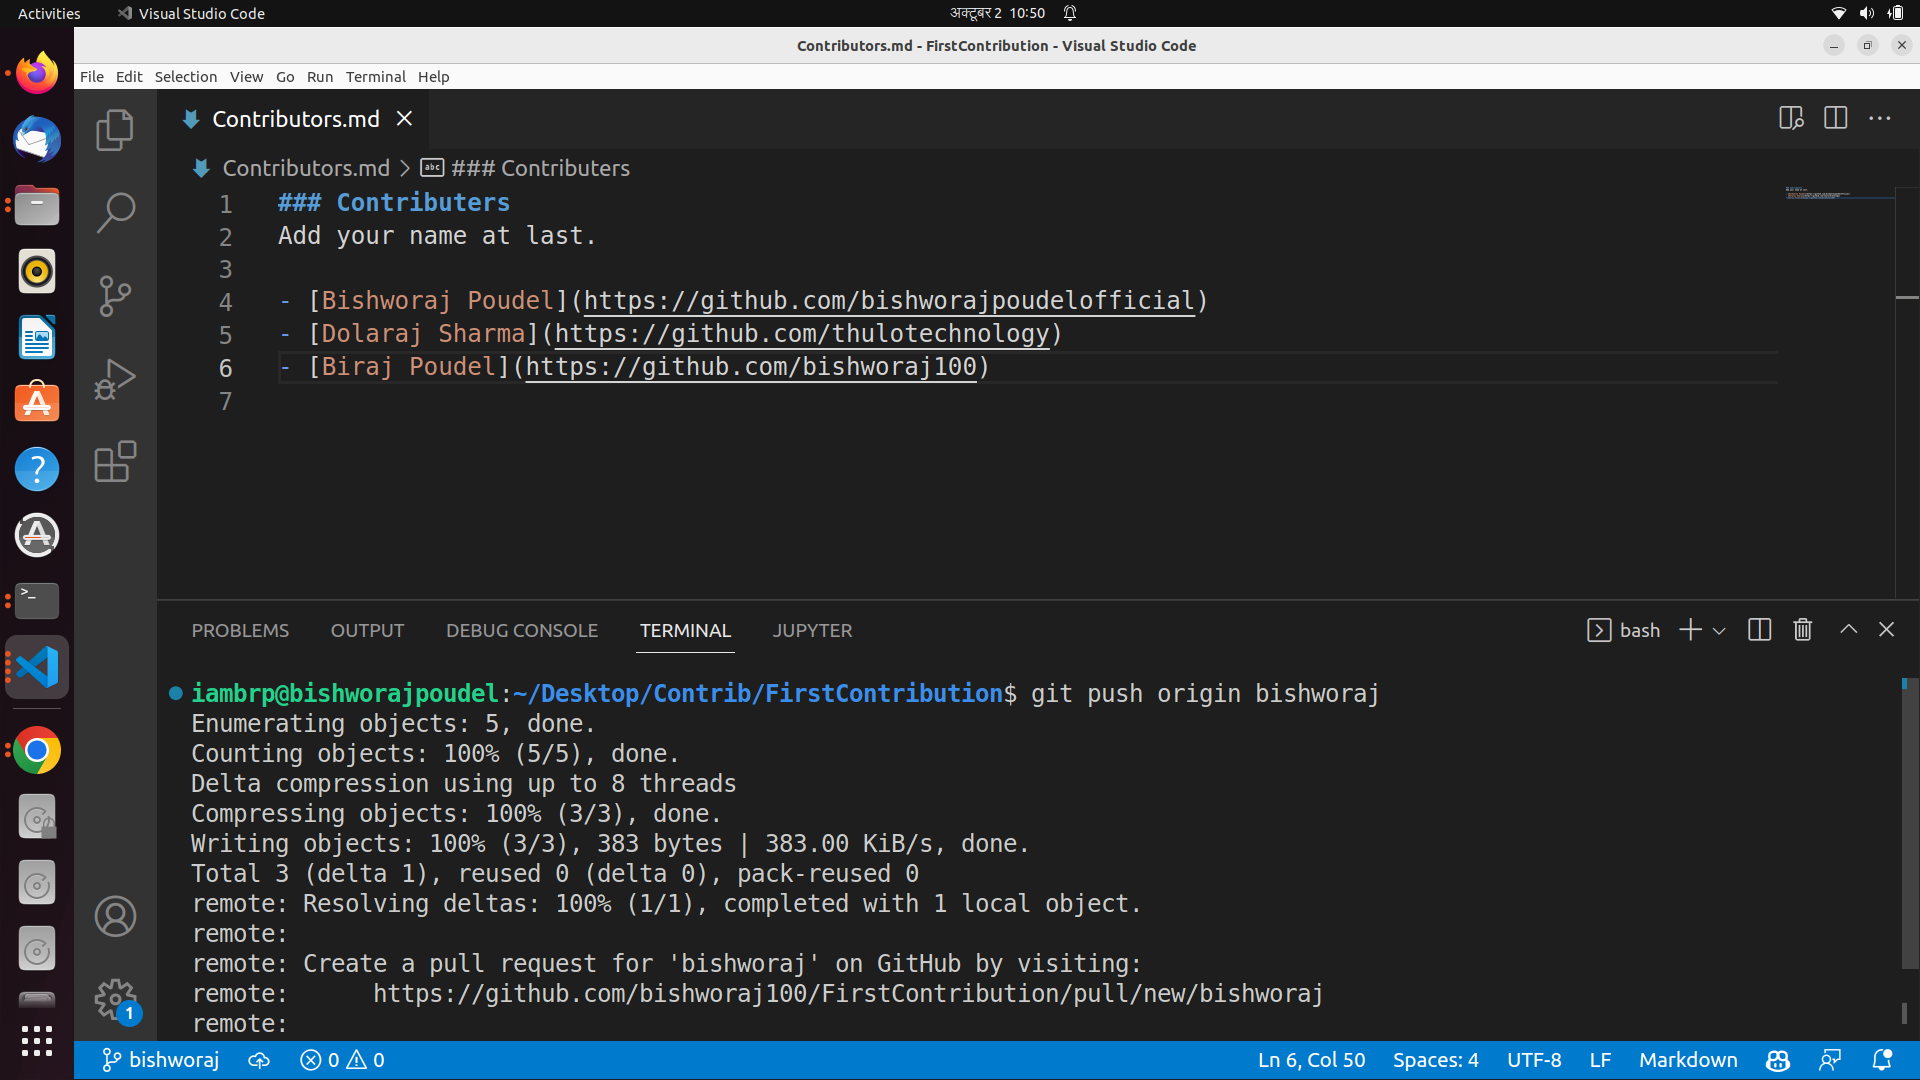 Activities Visual Studio Code अक्टूबर 2 10:50
Contributors.md - FirstContribution - Visual Studio Code
File Edit Selection View Go Run Terminal Help
Contributors.md
Contributors.md > abc ### Contributers
1 ### Contributers
2 Add your name at last.
3
4 - [Bishworaj Poudel](https://github.com/bishworajpoudelofficial)
5 - [Dolaraj Sharma](https://github.com/thulotechnology)
6 - [Biraj Poudel](https://github.com/bishworaj100)
7
PROBLEMS OUTPUT DEBUG CONSOLE TERMINAL JUPYTER bash
iambrp@bishworajpoudel:~/Desktop/Contrib/FirstContribution$ git push origin bishworaj
Enumerating objects: 5, done.
Counting objects: 100% (5/5), done.
Delta compression using up to 8 threads
Compressing objects: 100% (3/3), done.
Writing objects: 100% (3/3), 383 bytes | 383.00 KiB/s, done.
Total 3 (delta 1), reused 0 (delta 0), pack-reused 0
remote: Resolving deltas: 100% (1/1), completed with 1 local object.
remote:
remote: Create a pull request for 'bishworaj' on GitHub by visiting:
remote:      https://github.com/bishworaj100/FirstContribution/pull/new/bishworaj
remote:
1
bishworaj 0 0 Ln 6, Col 50 Spaces: 4 UTF-8 LF Markdown